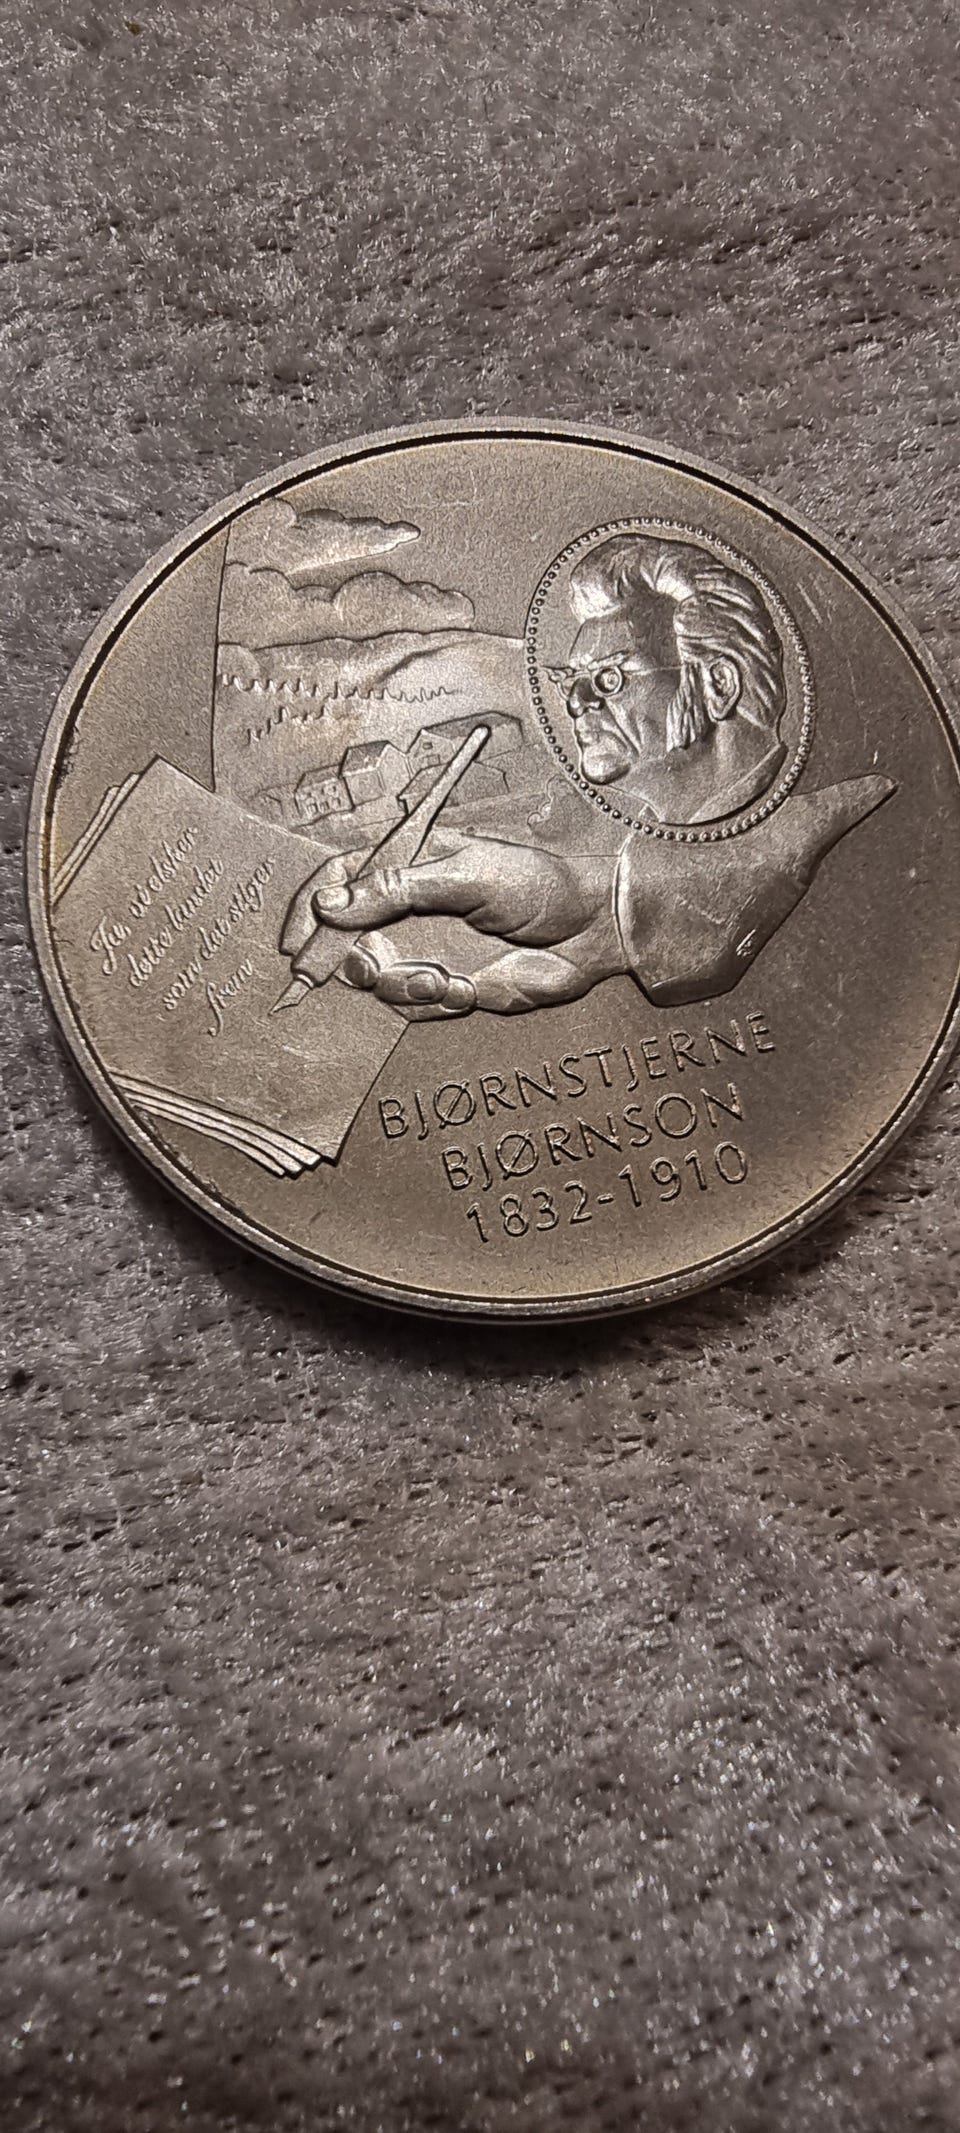 Ja, vi elsker
dette landet
som det stiger
frem
BJØRNSTJERNE
BJØRNSON
1832-1910